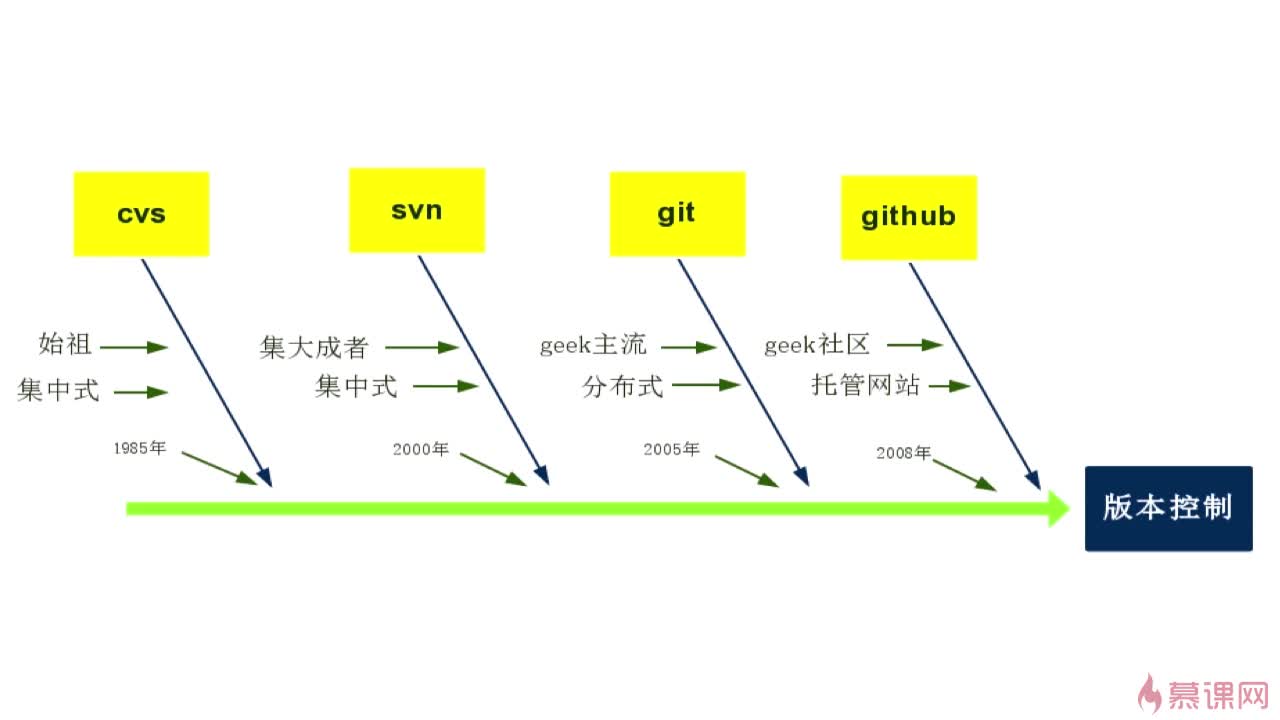 cvs
svn
git
github
始祖
集中式
1985年
集大成者
集中式
2000年
geek主流
分布式
2005年
geek社区
托管网站
2008年
版本控制
慕课网